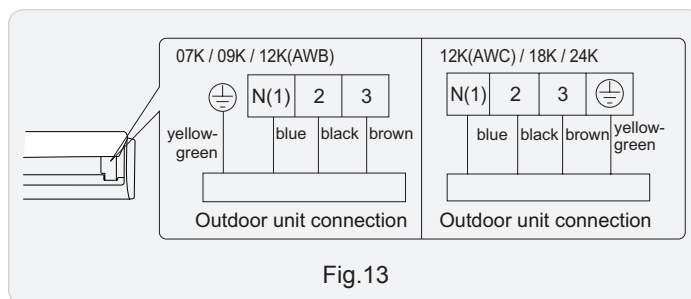 07K / 09K / 12K(AWB)
N(1) 2 3
yellow-
green
blue black brown
Outdoor unit connection
12K(AWC) / 18K / 24K
N(1) 2 3
blue black brown
yellow-
green
Outdoor unit connection
Fig.13